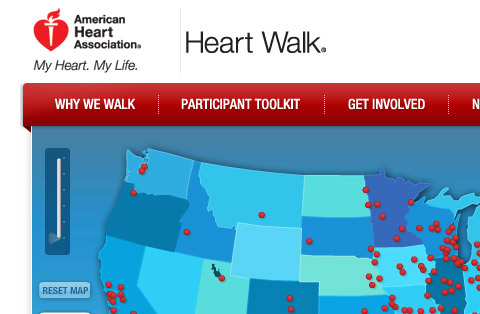 American
Heart
Association®
My Heart. My Life.
Heart Walk®
WHY WE WALK
PARTICIPANT TOOLKIT
GET INVOLVED
N
RESET MAP